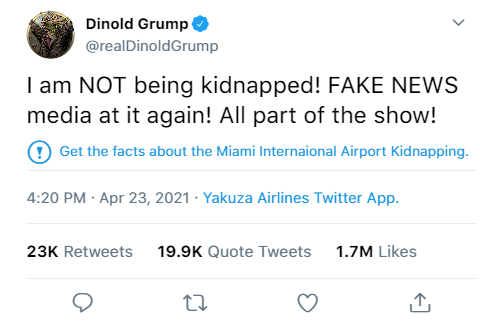 Dinold Grump
@realDinoldGrump
I am NOT being kidnapped! FAKE NEWS
media at it again! All part of the show!
Get the facts about the Miami Internaional Airport Kidnapping.
4:20 PM · Apr 23, 2021 · Yakuza Airlines Twitter App.
23K Retweets 19.9K Quote Tweets 1.7M Likes